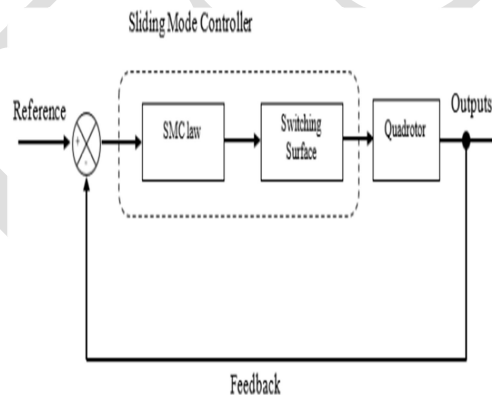 Sliding Mode Controller
Reference
+
-
SMC law
Switching
Surface
Quadrotor
Outputs
Feedback